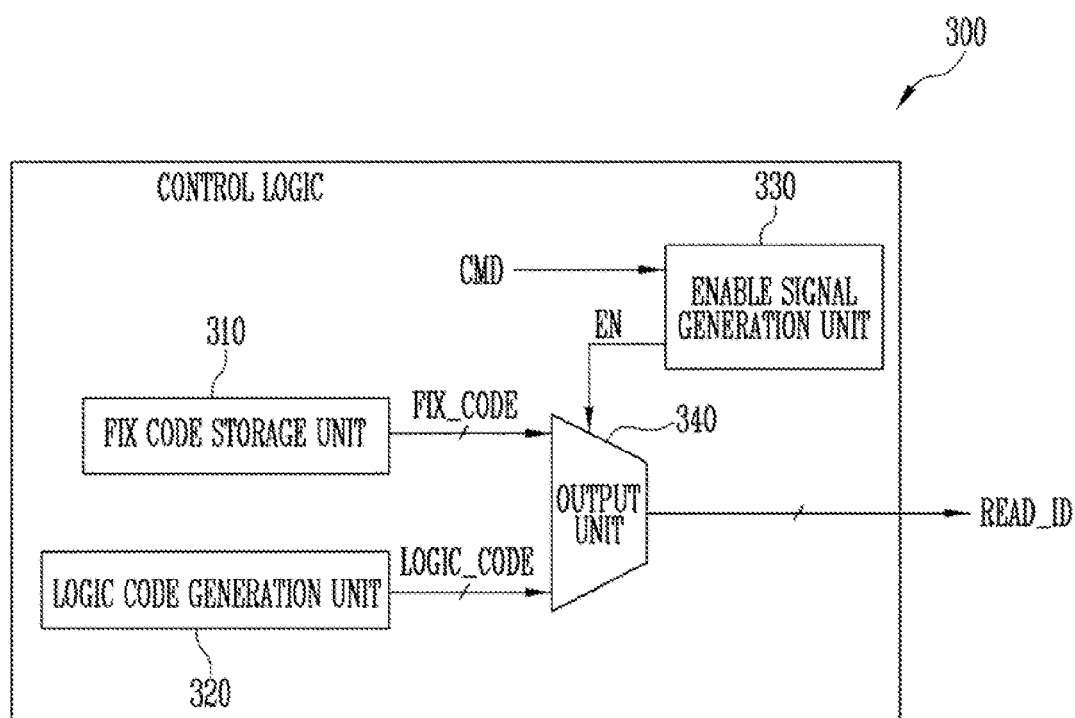 300
CONTROL LOGIC
330
CMD
ENABLE SIGNAL
GENERATION UNIT
EN
310
FIX CODE STORAGE UNIT
FIX_CODE
340
OUTPUT
UNIT
READ_ID
LOGIC CODE GENERATION UNIT
LOGIC_CODE
320